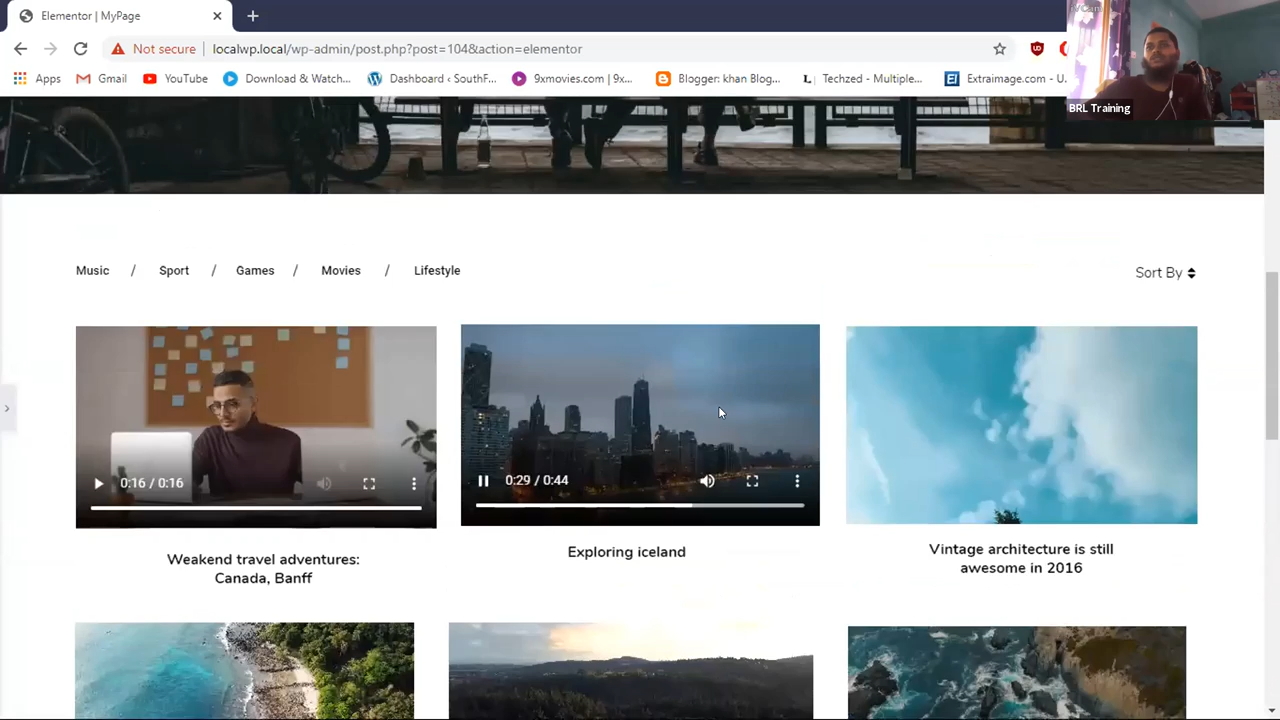 Elementor | MyPage
Not secure localwp.local/wp-admin/post.php?post=104&action=elementor
Apps Gmail YouTube Download & Watch... Dashboard ‹ SouthF... 9xmovies.com | 9x... Blogger: khan Blog... Techzed - Multiple... Extraimage.com - U...
BRL Training
Music / Sport / Games / Movies / Lifestyle Sort By
0:16 / 0:16
0:29 / 0:44
Weakend travel adventures:
Canada, Banff
Exploring iceland
Vintage architecture is still
awesome in 2016